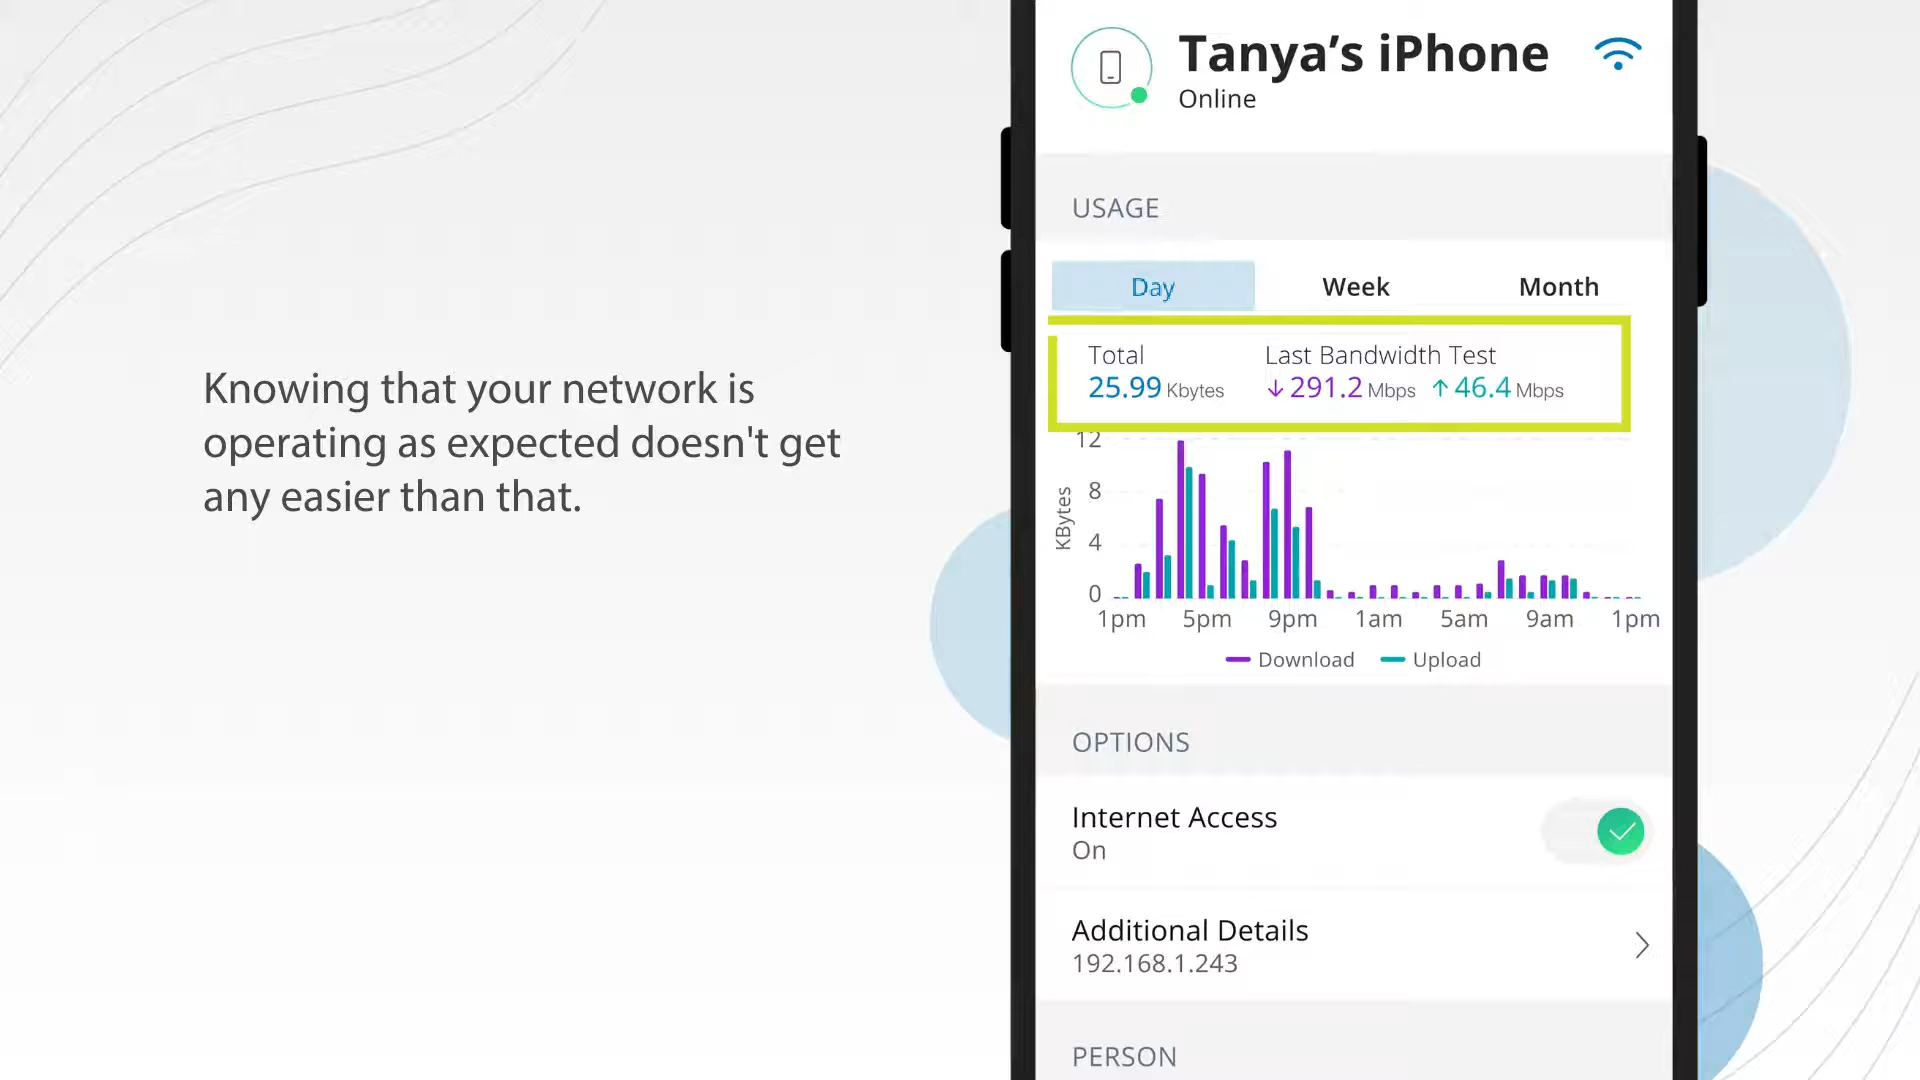 Knowing that your network is
operating as expected doesn't get
any easier than that.
Tanya’s iPhone
Online
USAGE
Day Week Month
Total Last Bandwidth Test
25.99 Kbytes ↓ 291.2 Mbps ↑ 46.4 Mbps
KBytes
12
8
4
0
1pm 5pm 9pm 1am 5am 9am 1pm
Download Upload
OPTIONS
Internet Access
On
Additional Details
192.168.1.243
PERSON